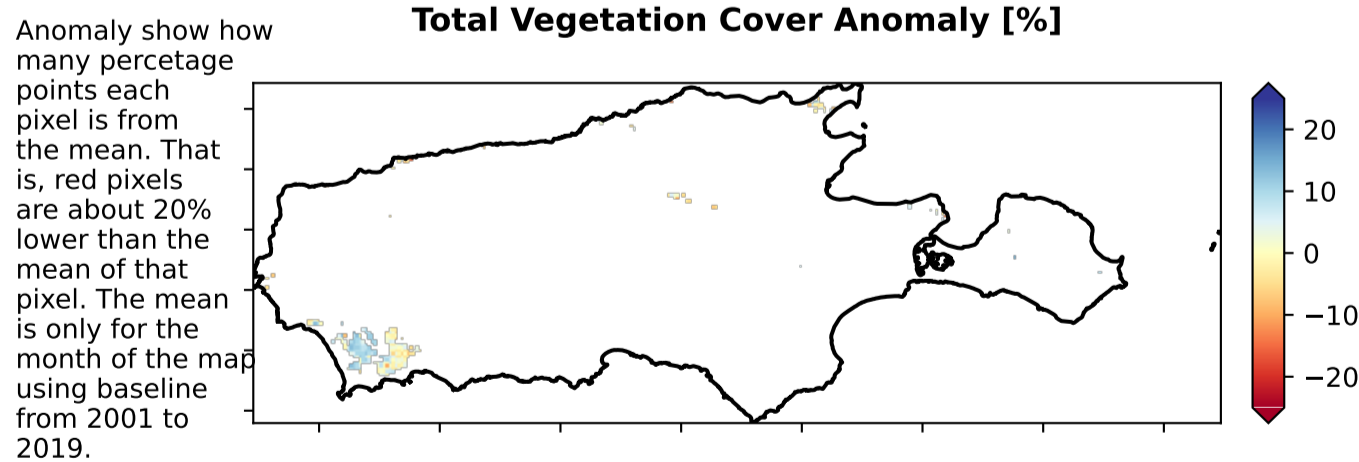 Total Vegetation Cover Anomaly [%]
Anomaly show how
many percetage
points each
pixel is from
the mean. That
is, red pixels
are about 20%
lower than the
mean of that
pixel. The mean
is only for the
month of the map
using baseline
from 2001 to
2019.
20
10
0
−10
−20